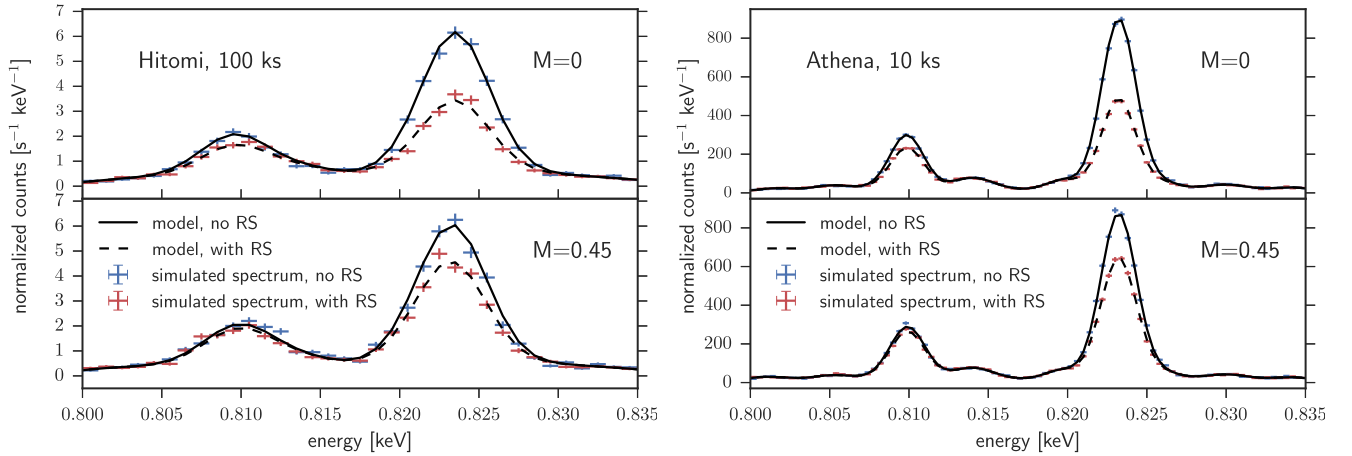 7
6
5
4
3
2
1
0
Hitomi, 100 ks
M=0
7
6
5
4
3
2
1
0
model, no RS
model, with RS
simulated spectrum, no RS
simulated spectrum, with RS
M=0.45
0.800 0.805 0.810 0.815 0.820 0.825 0.830 0.835
energy [keV]
normalized counts [s⁻¹ keV⁻¹]
800
600
400
200
0
Athena, 10 ks
M=0
800
600
400
200
0
model, no RS
model, with RS
simulated spectrum, no RS
simulated spectrum, with RS
M=0.45
0.800 0.805 0.810 0.815 0.820 0.825 0.830 0.835
energy [keV]
normalized counts [s⁻¹ keV⁻¹]